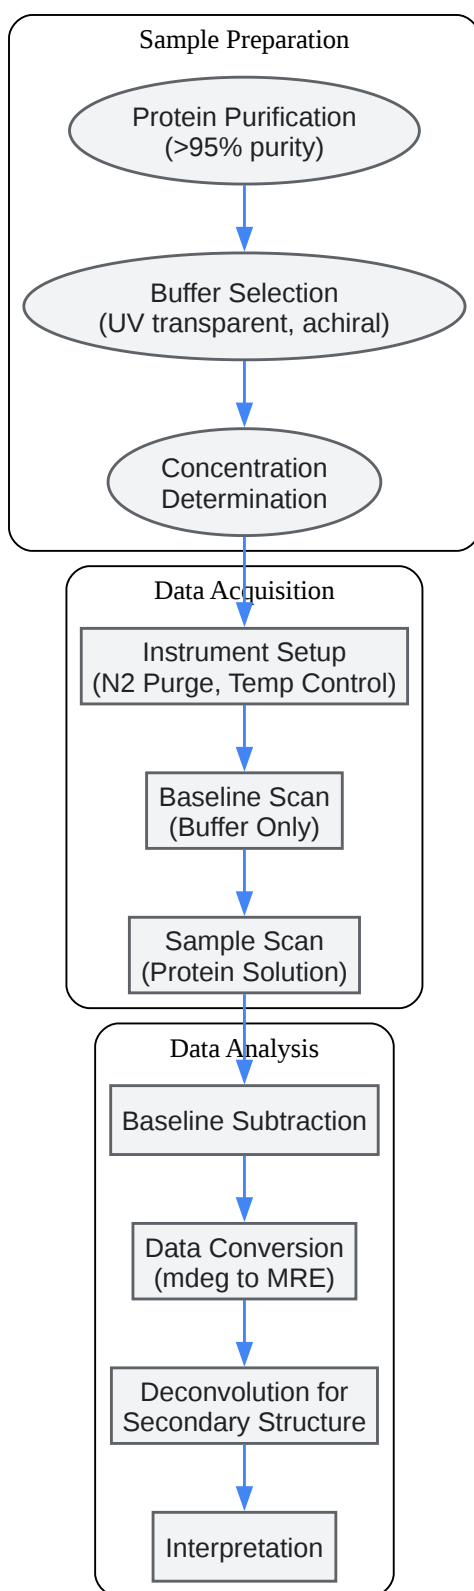 Sample Preparation
Protein Purification
(>95% purity)
Buffer Selection
(UV transparent, achiral)
Concentration
Determination
Data Acquisition
Instrument Setup
(N2 Purge, Temp Control)
Baseline Scan
(Buffer Only)
Sample Scan
(Protein Solution)
Data Analysis
Baseline Subtraction
Data Conversion
(mdeg to MRE)
Deconvolution for
Secondary Structure
Interpretation